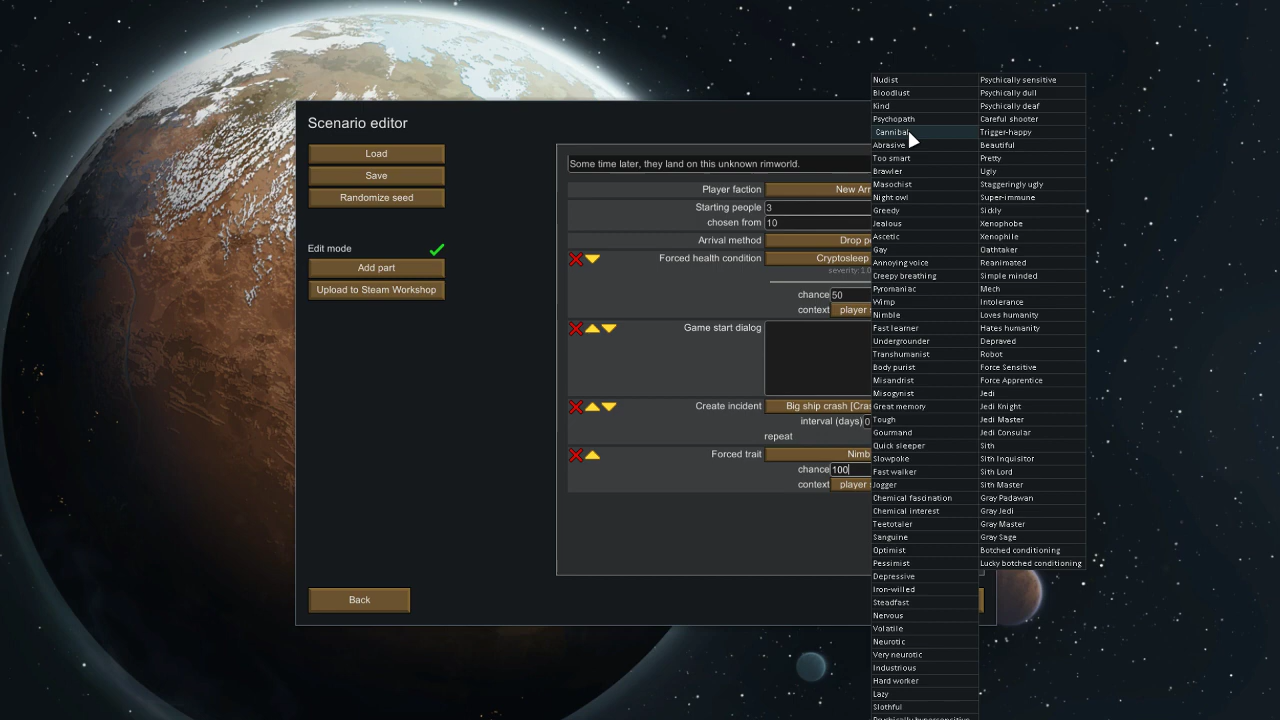 Scenario editor
Load
Save
Randomize seed
Edit mode
Add part
Upload to Steam Workshop
Back
Some time later, they land on this unknown rimworld.
Player faction New Arr
Starting people 3
chosen from 10
Arrival method Drop p
Forced health condition Cryptosleep
severity: 1.0
chance 50
context player
Game start dialog
Create incident Big ship crash [Cras
interval (days) 0
repeat
Forced trait Nimb
chance 100
context player
Nudist
Bloodlust
Kind
Psychopath
Cannibal
Abrasive
Too smart
Brawler
Masochist
Night owl
Greedy
Jealous
Ascetic
Gay
Annoying voice
Creepy breathing
Pyromaniac
Wimp
Nimble
Fast learner
Undergrounder
Transhumanist
Body purist
Misandrist
Misogynist
Great memory
Tough
Gourmand
Quick sleeper
Slowpoke
Fast walker
Jogger
Chemical fascination
Chemical interest
Teetotaler
Sanguine
Optimist
Pessimist
Depressive
Iron-willed
Steadfast
Nervous
Volatile
Neurotic
Very neurotic
Industrious
Hard worker
Lazy
Slothful
Psychically hypersensitive
Psychically sensitive
Psychically dull
Psychically deaf
Careful shooter
Trigger-happy
Beautiful
Pretty
Ugly
Staggeringly ugly
Super-immune
Sickly
Xenophobe
Xenophile
Oathtaker
Reanimated
Simple minded
Mech
Intolerance
Loves humanity
Hates humanity
Depraved
Robot
Force Sensitive
Force Apprentice
Jedi
Jedi Knight
Jedi Master
Jedi Consular
Sith
Sith Inquisitor
Sith Lord
Sith Master
Gray Padawan
Gray Jedi
Gray Master
Gray Sage
Botched conditioning
Lucky botched conditioning